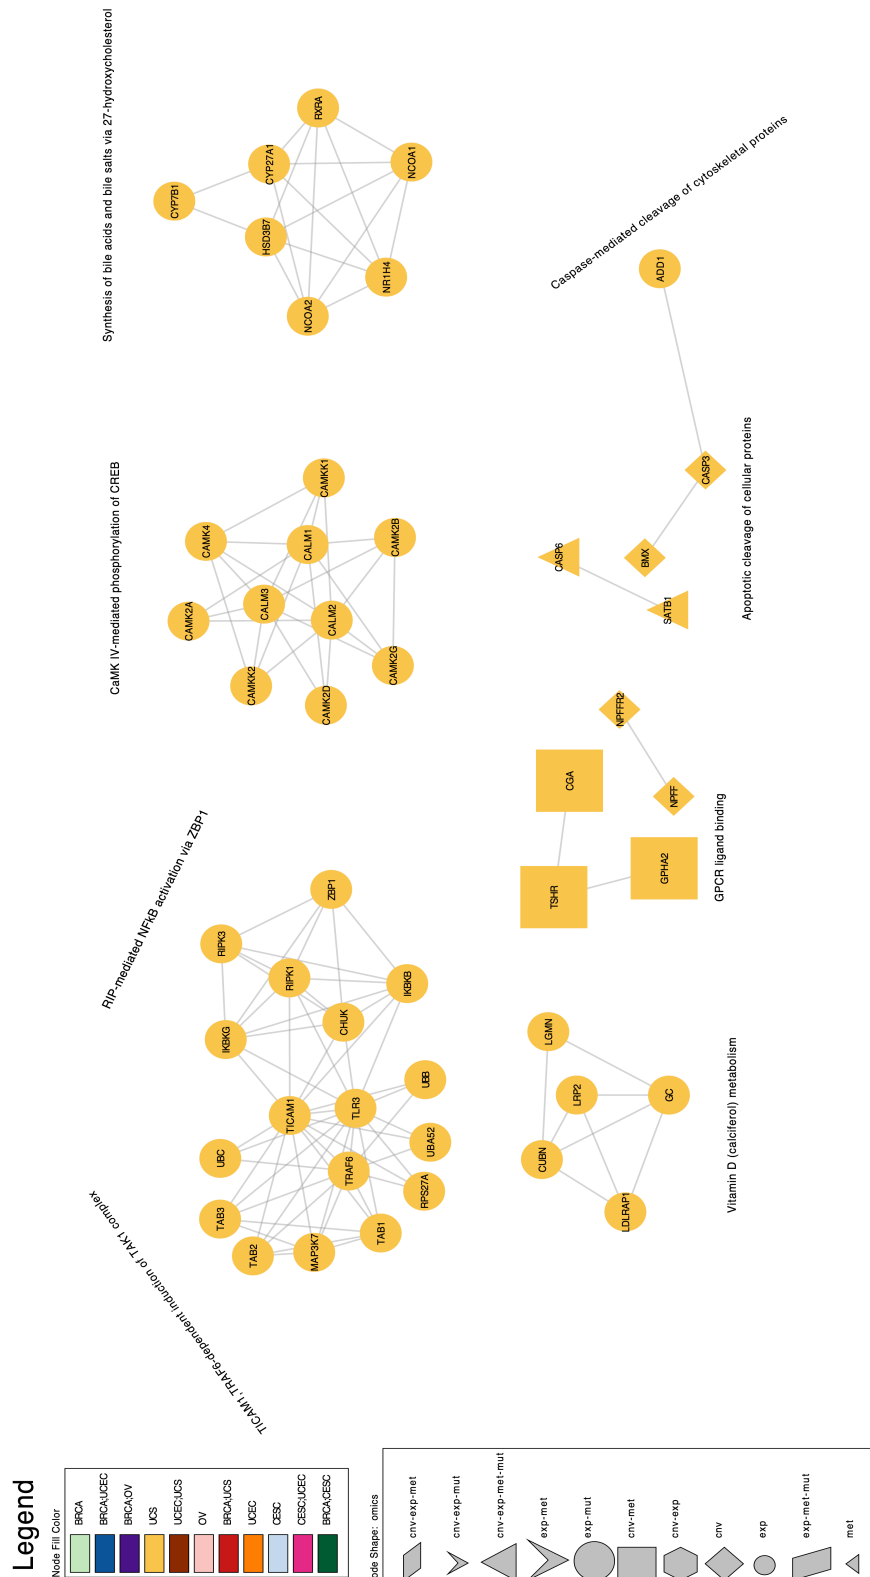 Synthesis of bile acids and bile salts via 27-hydroxycholesterol
CYP7B1
CYP27A1
RXRA
HSD3B7
NCOA1
NCOA2
NR1H4
Caspase-mediated cleavage of cytoskeletal proteins
ADD1
CASP3
BMX
CASP6
SATB1
Apoptotic cleavage of cellular proteins
CaMK IV-mediated phosphorylation of CREB
CAMKK1
CAMK4
CALM1
CAMK2B
CALM3
CAMK2A
CALM2
CAMK2G
CAMKK2
CAMK2D
NPFFR2
CGA
NPFF
TSHR
GPHA2
GPCR ligand binding
RIP-mediated NFkB activation via ZBP1
ZBP1
RIPK3
RIPK1
IKBKB
CHUK
IKBKG
UBB
TICAM1
TLR3
UBA52
UBC
TRAF6
RPS27A
TAB3
TAB1
TAB2
MAP3K7
TICAM1,TRAF6-dependent induction of TAK1 complex
LGMN
LRP2
GC
CUBN
LDLRAP1
Vitamin D (calciferol) metabolism
Legend
Node Fill Color
BRCA
BRCA;UCEC
BRCA;OV
UCS
UCEC;UCS
OV
BRCA;UCS
UCEC
CESC
CESC;UCEC
BRCA;CESC
ode Shape: omics
cnv-exp-met
cnv-exp-mut
cnv-exp-met-mut
exp-met
exp-mut
cnv-met
cnv-exp
cnv
exp
exp-met-mut
met